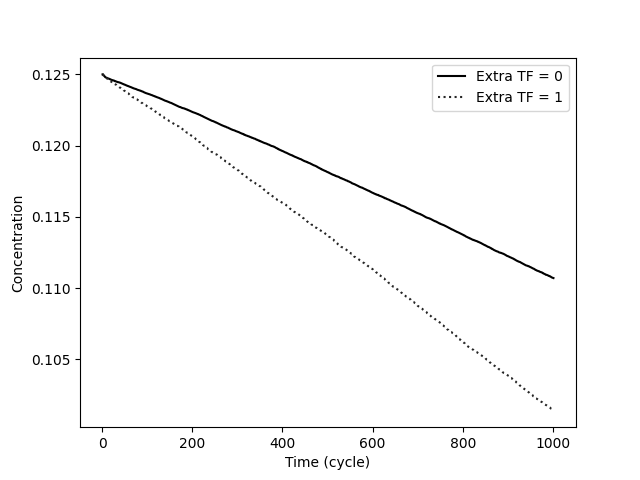 Extra TF = 0
Extra TF = 1
0.125
0.120
0.115
0.110
0.105
Concentration
0 200 400 600 800 1000
Time (cycle)